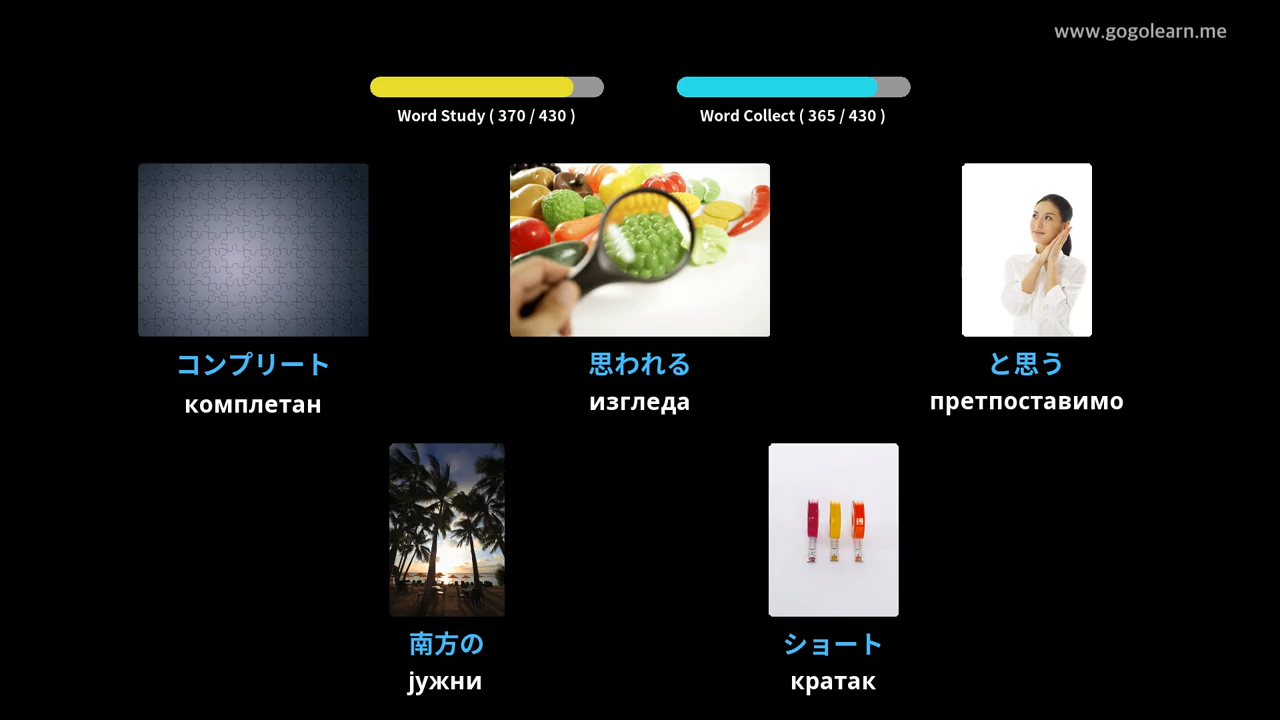 www.gogolearn.me
Word Study ( 370 / 430 )
Word Collect ( 365 / 430 )
コンプリート
комплетан
思われる
изгледа
と思う
претпоставимо
南方の
јужни
ショート
кратак